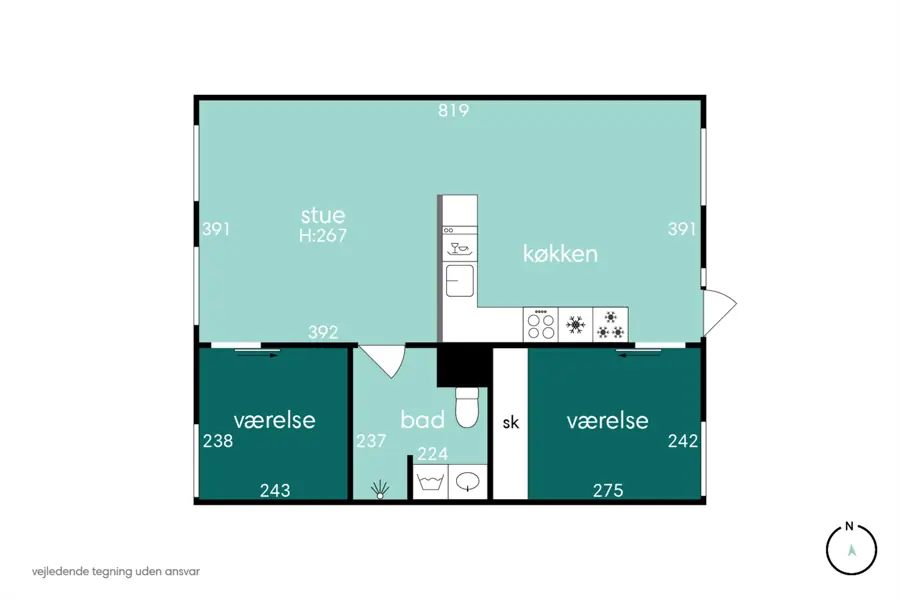 819
stue
H:267
391
391
køkken
392
værelse
bad
sk
værelse
238
237
224
242
243
275
N
vejledende tegning uden ansvar